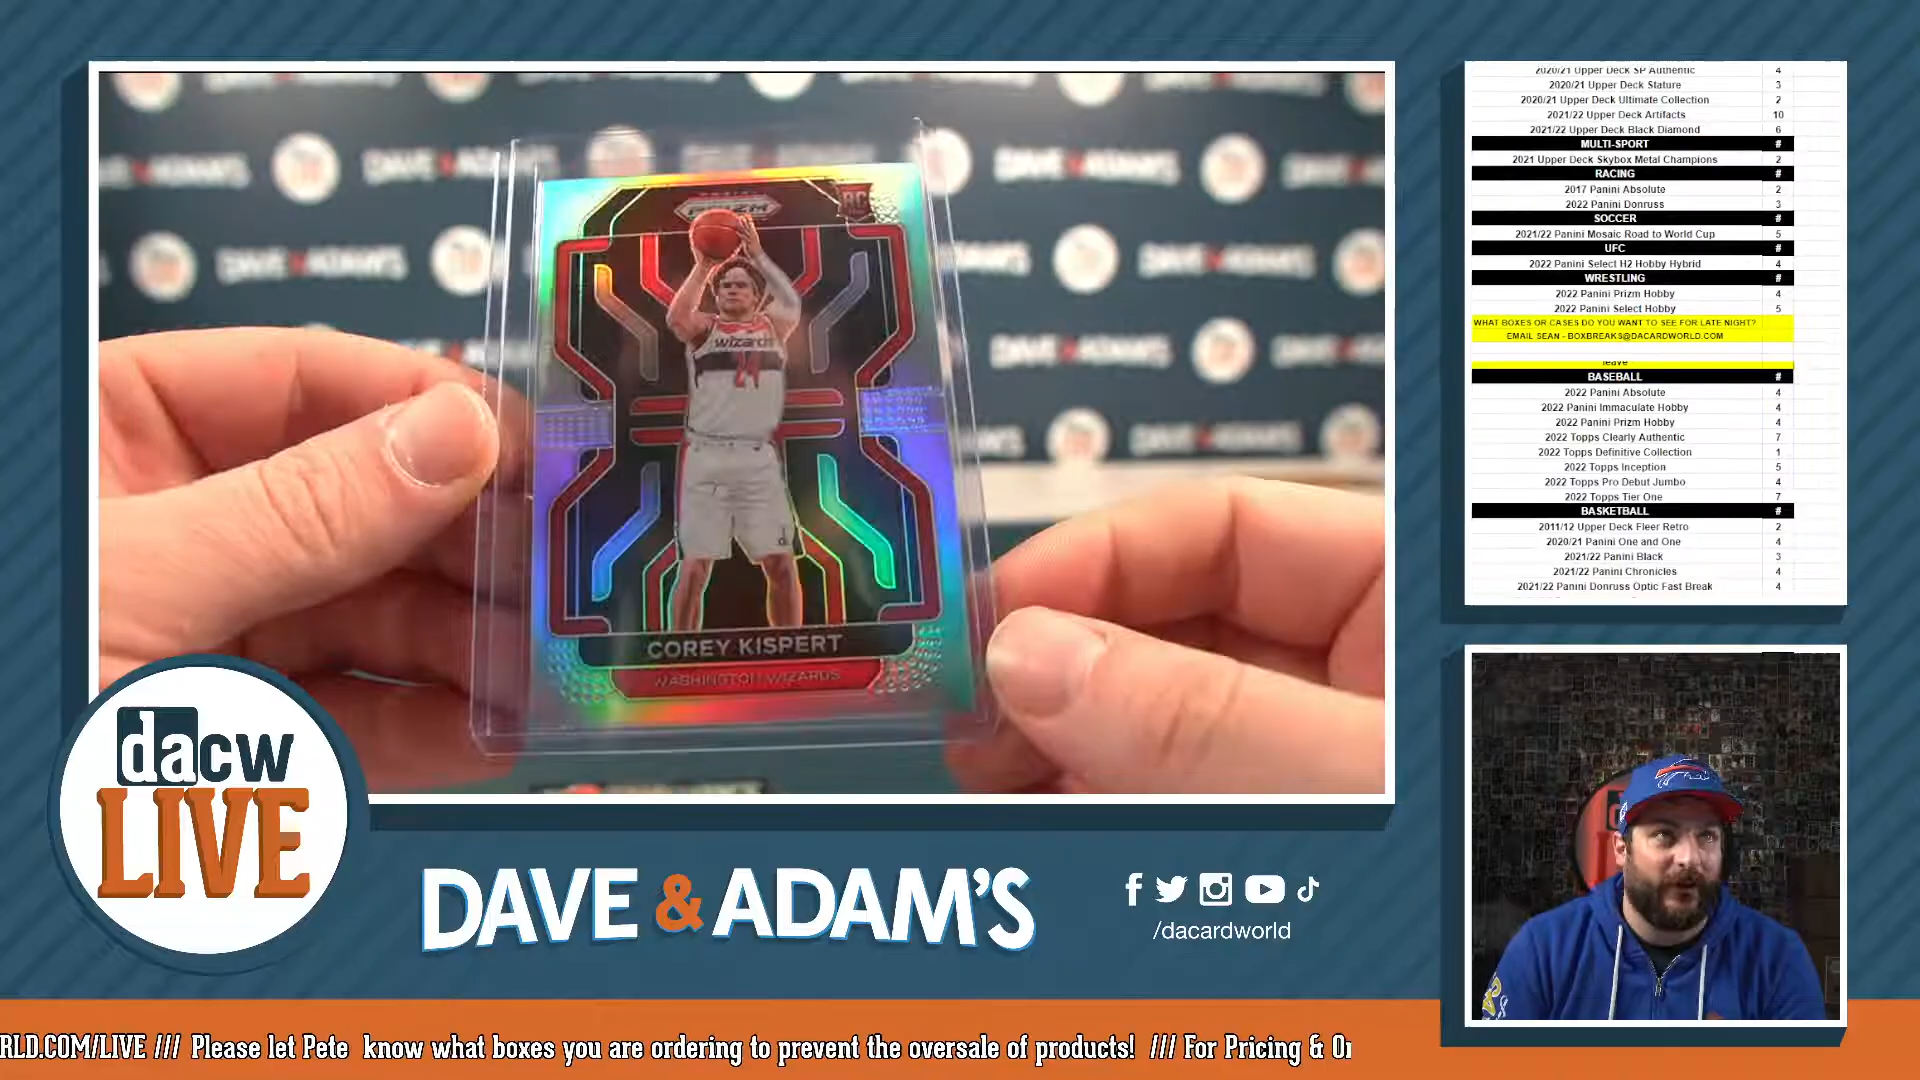 DAVE & ADAM'S
PRIZM
RC
wizards
24
COREY KISPERT
WASHINGTON WIZARDS
2020/21 Upper Deck SP Authentic 4
2020/21 Upper Deck Stature 3
2020/21 Upper Deck Ultimate Collection 2
2021/22 Upper Deck Artifacts 10
2021/22 Upper Deck Black Diamond 6
MULTI-SPORT #
2021 Upper Deck Skybox Metal Champions 2
RACING #
2017 Panini Absolute 2
2022 Panini Donruss 3
SOCCER #
2021/22 Panini Mosaic Road to World Cup 5
UFC #
2022 Panini Select H2 Hobby Hybrid 4
WRESTLING #
2022 Panini Prizm Hobby 4
2022 Panini Select Hobby 5
WHAT BOXES OR CASES DO YOU WANT TO SEE FOR LATE NIGHT?
EMAIL SEAN - BOXBREAKS@DACARDWORLD.COM
leave
BASEBALL #
2022 Panini Absolute 4
2022 Panini Immaculate Hobby 4
2022 Panini Prizm Hobby 4
2022 Topps Clearly Authentic 7
2022 Topps Definitive Collection 1
2022 Topps Inception 5
2022 Topps Pro Debut Jumbo 4
2022 Topps Tier One 7
BASKETBALL #
2011/12 Upper Deck Fleer Retro 2
2020/21 Panini One and One 4
2021/22 Panini Black 3
2021/22 Panini Chronicles 4
2021/22 Panini Donruss Optic Fast Break 4
dacw
LIVE
DAVE & ADAM'S
/dacardworld
RLD.COM/LIVE /// Please let Pete know what boxes you are ordering to prevent the oversale of products! /// For Pricing & Or